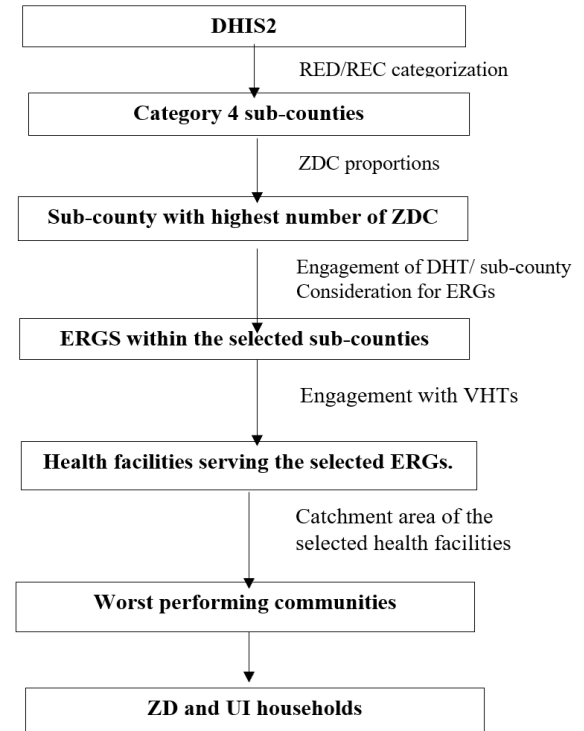 DHIS2
RED/REC categorization
Category 4 sub-counties
ZDC proportions
Sub-county with highest number of ZDC
Engagement of DHT/ sub-county
Consideration for ERGs
ERGS within the selected sub-counties
Engagement with VHTs
Health facilities serving the selected ERGs.
Catchment area of the
selected health facilities
Worst performing communities
ZD and UI households